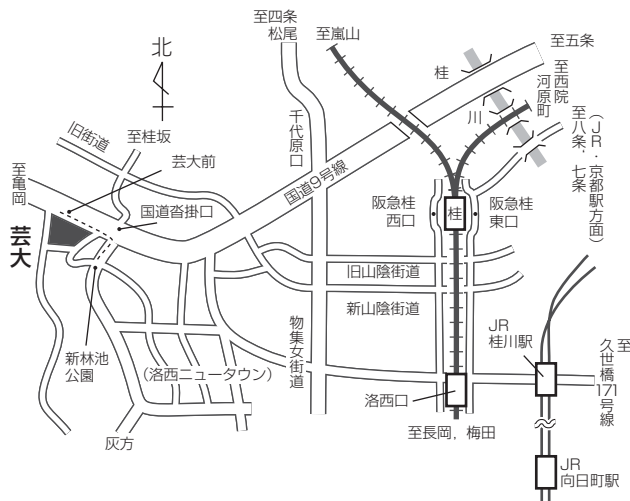 至四条
松尾
至嵐山
至五条
北
桂
川
至西院
河原町
至八条，七条
（ＪＲ・京都駅方面）
千代原口
旧街道
至桂坂
芸大前
至亀岡
国道沓掛口
国道9号線
阪急桂
西口
桂
阪急桂
東口
芸大
旧山陰街道
新山陰街道
新林池
公園
（洛西ニュータウン）
物集女街道
JR
桂川駅
至
久世橋
171号線
洛西口
灰方
至長岡，梅田
JR
向日町駅